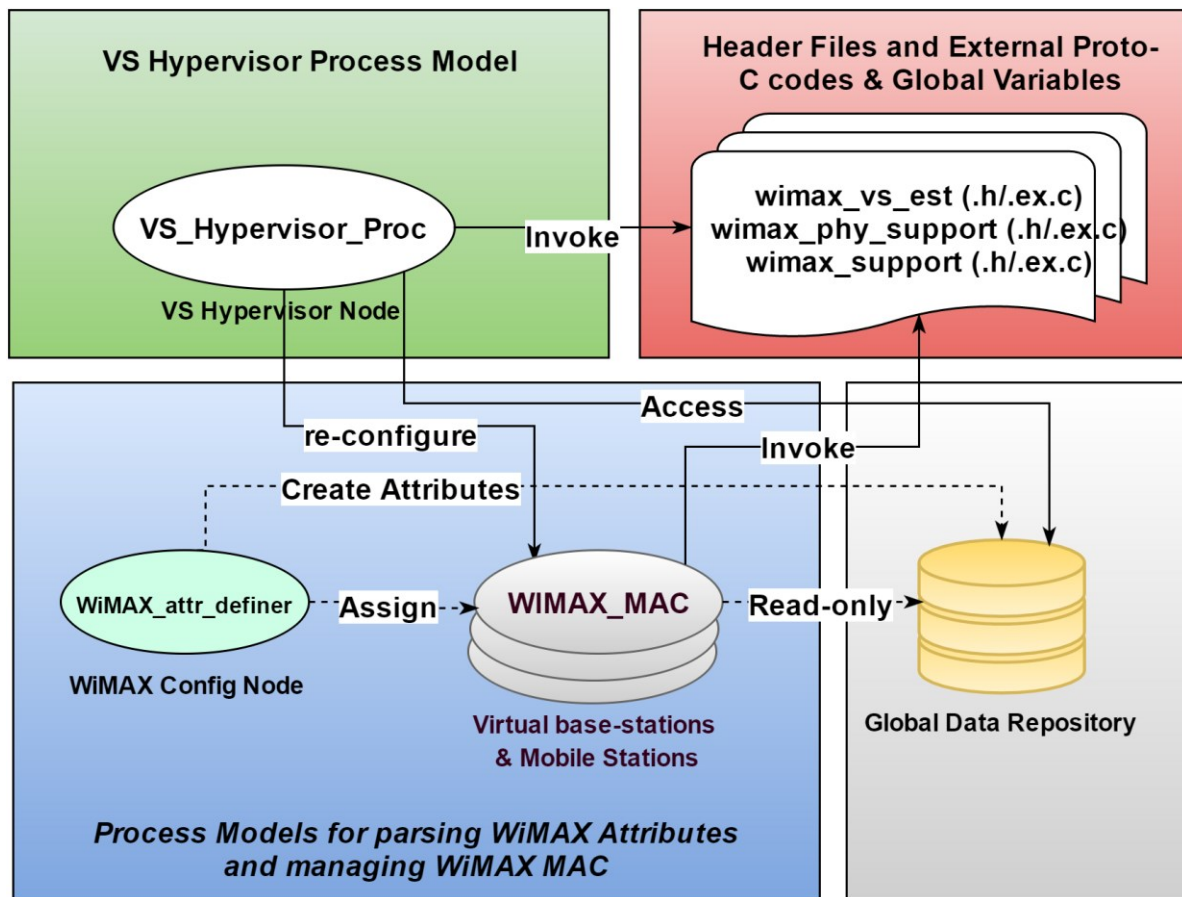 VS Hypervisor Process Model
VS_Hypervisor_Proc
VS Hypervisor Node
Invoke
Header Files and External Proto-
C codes & Global Variables
wimax_vs_est (.h/.ex.c)
wimax_phy_support (.h/.ex.c)
wimax_support (.h/.ex.c)
Access
re-configure
Invoke
Create Attributes
WiMAX_attr_definer
Assign
WIMAX_MAC
Read-only
WiMAX Config Node
Virtual base-stations
& Mobile Stations
Global Data Repository
Process Models for parsing WiMAX Attributes
and managing WiMAX MAC